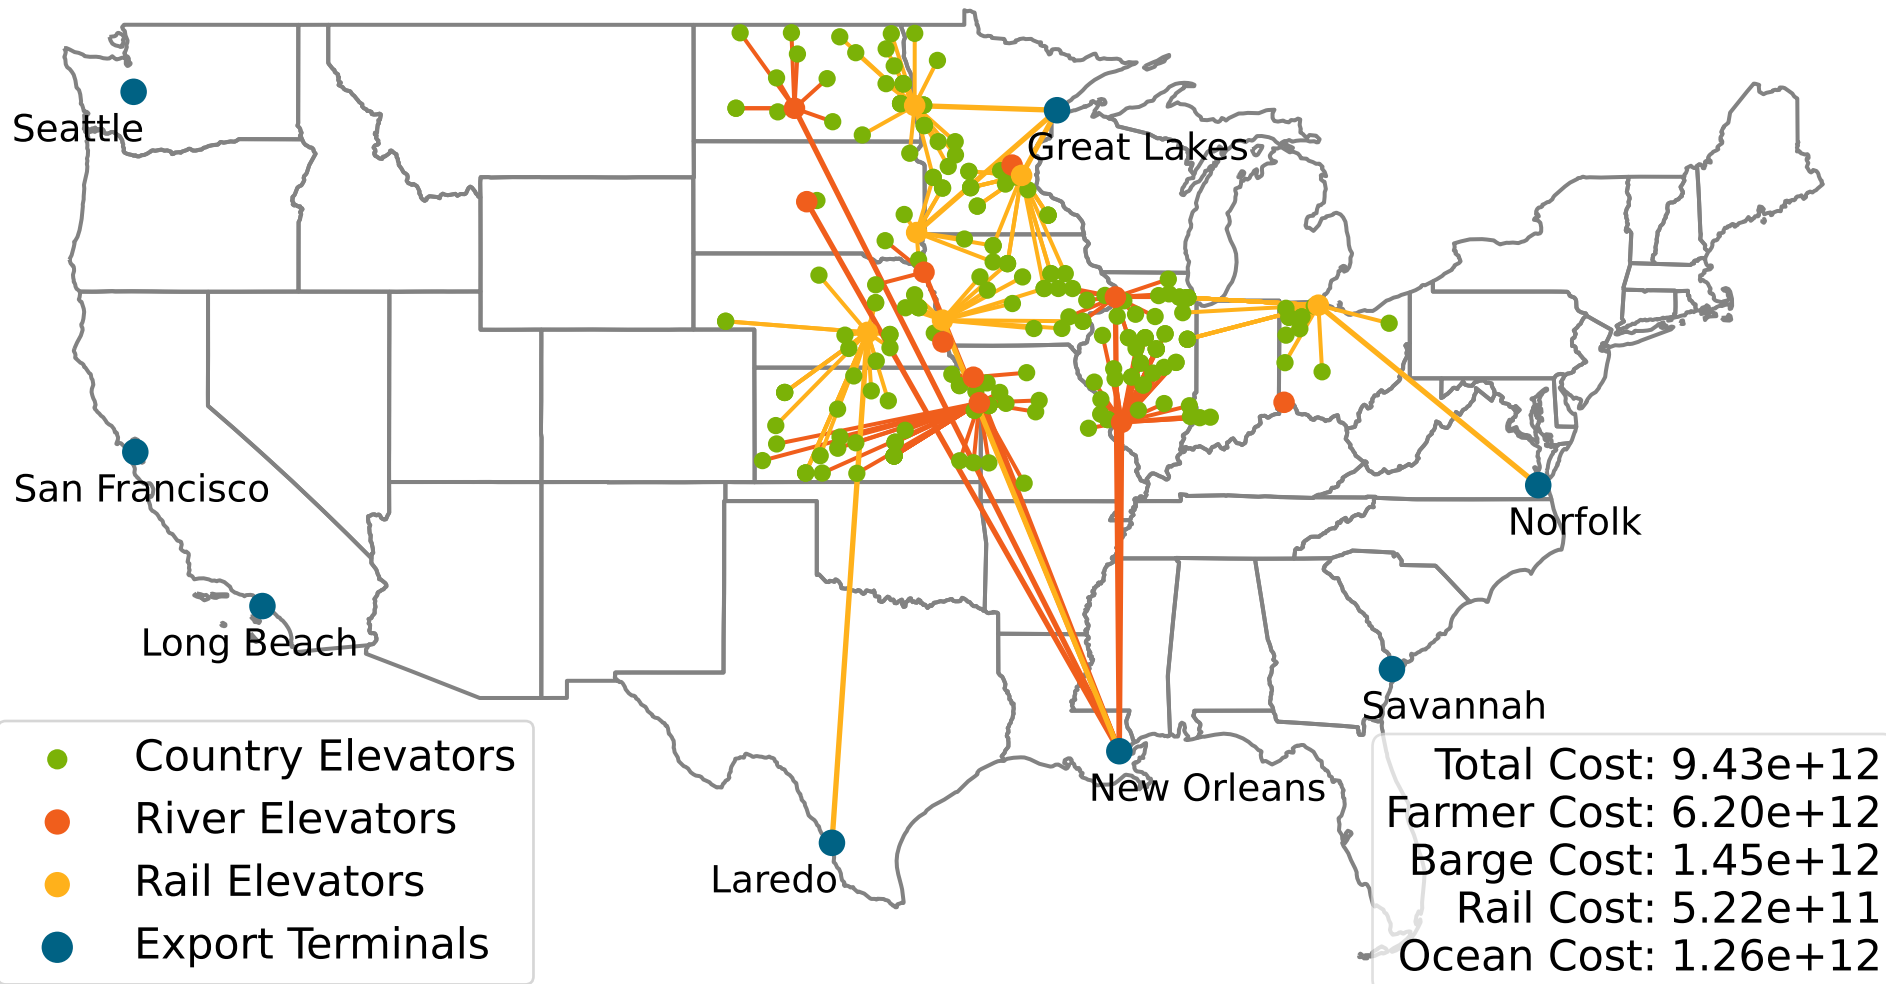 Seattle
Great Lakes
San Francisco
Norfolk
Long Beach
Savannah
New Orleans
Laredo
Country Elevators
River Elevators
Rail Elevators
Export Terminals
Total Cost: 9.43e+12
Farmer Cost: 6.20e+12
Barge Cost: 1.45e+12
Rail Cost: 5.22e+11
Ocean Cost: 1.26e+12